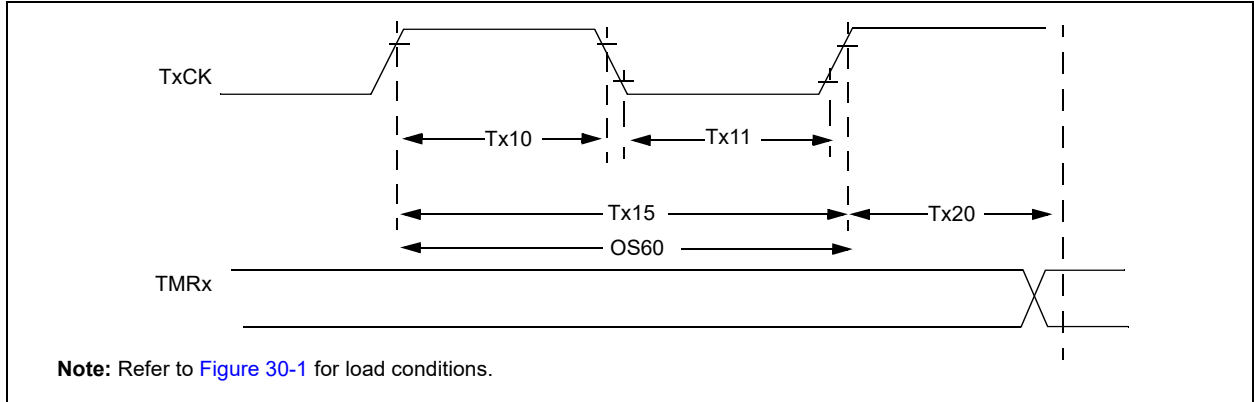 TxCK
Tx10
Tx11
Tx15
Tx20
OS60
TMRx
Note: Refer to Figure 30-1 for load conditions.